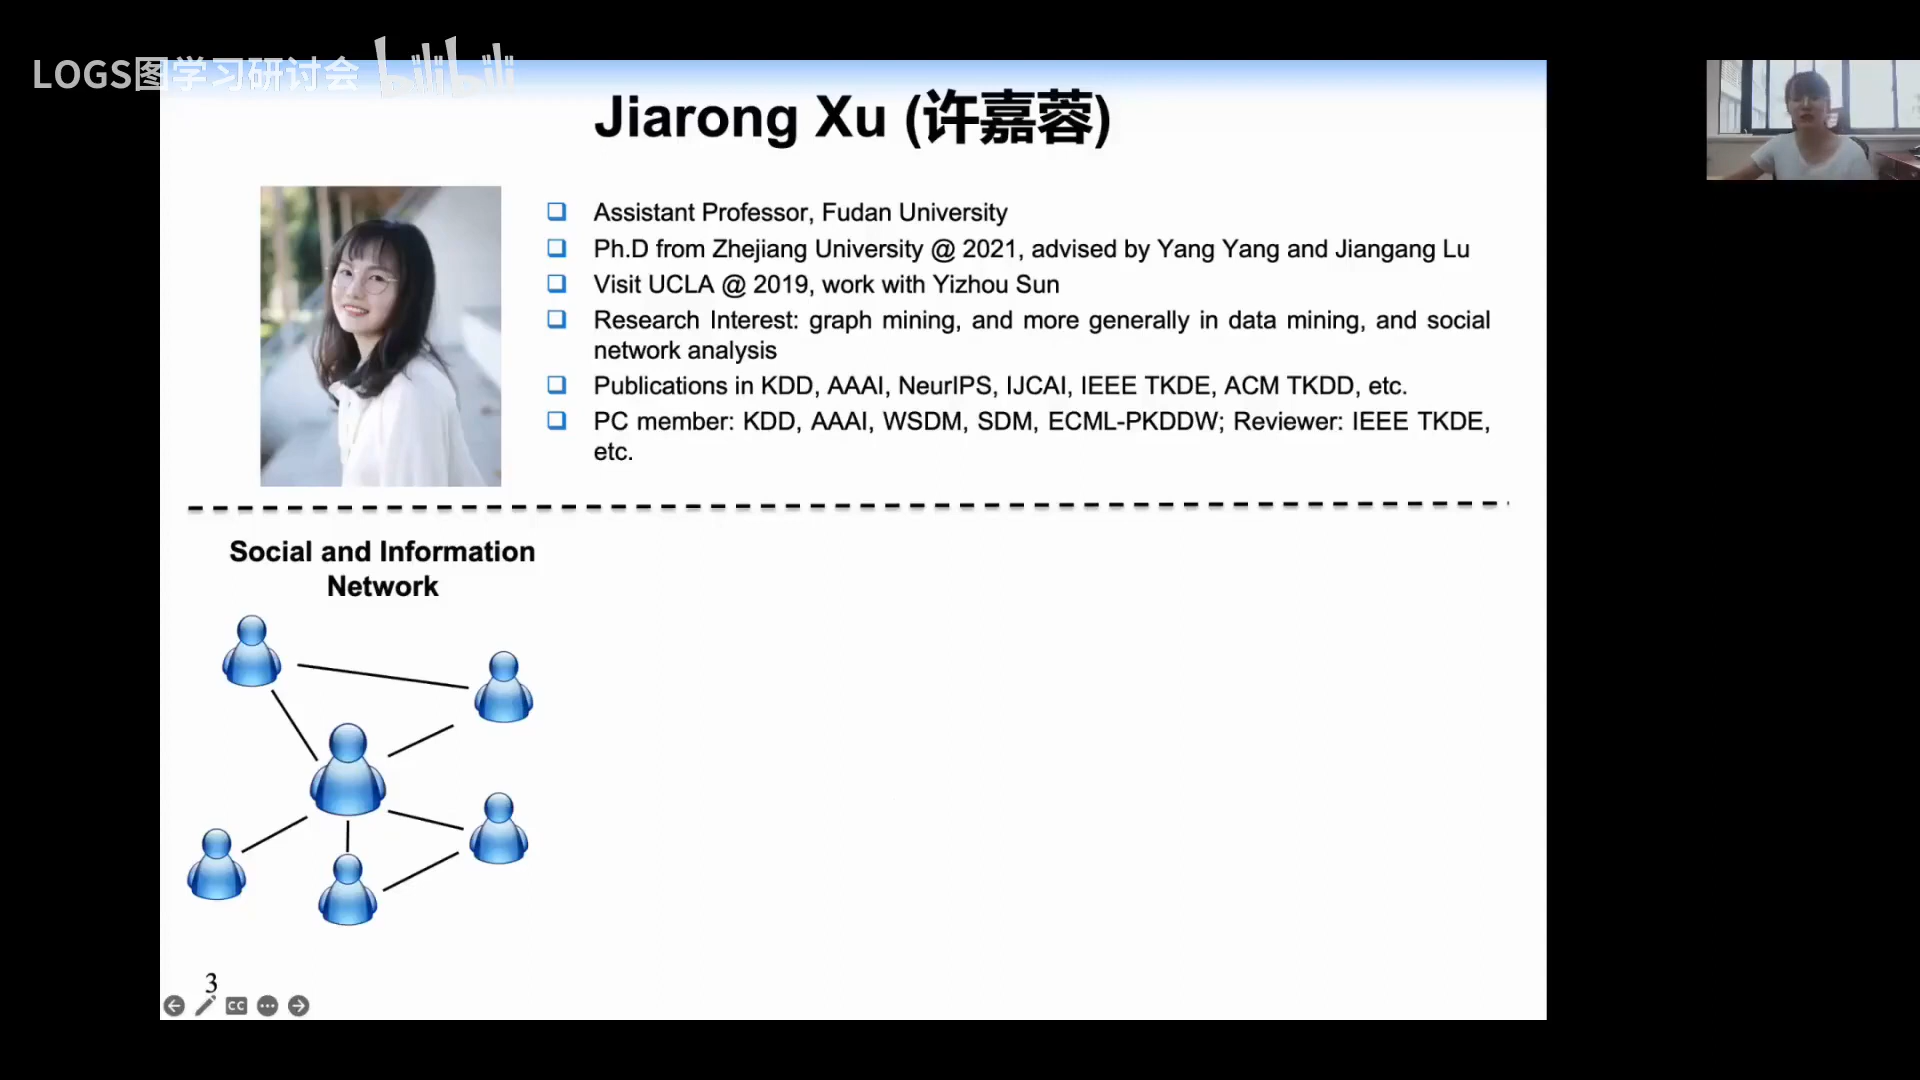 LOGS图学习研讨会 bilibili
Jiarong Xu (许嘉蓉)
Assistant Professor, Fudan University
Ph.D from Zhejiang University @ 2021, advised by Yang Yang and Jiangang Lu
Visit UCLA @ 2019, work with Yizhou Sun
Research Interest: graph mining, and more generally in data mining, and social
network analysis
Publications in KDD, AAAI, NeurIPS, IJCAI, IEEE TKDE, ACM TKDD, etc.
PC member: KDD, AAAI, WSDM, SDM, ECML-PKDDW; Reviewer: IEEE TKDE,
etc.
Social and Information
Network
3
CC